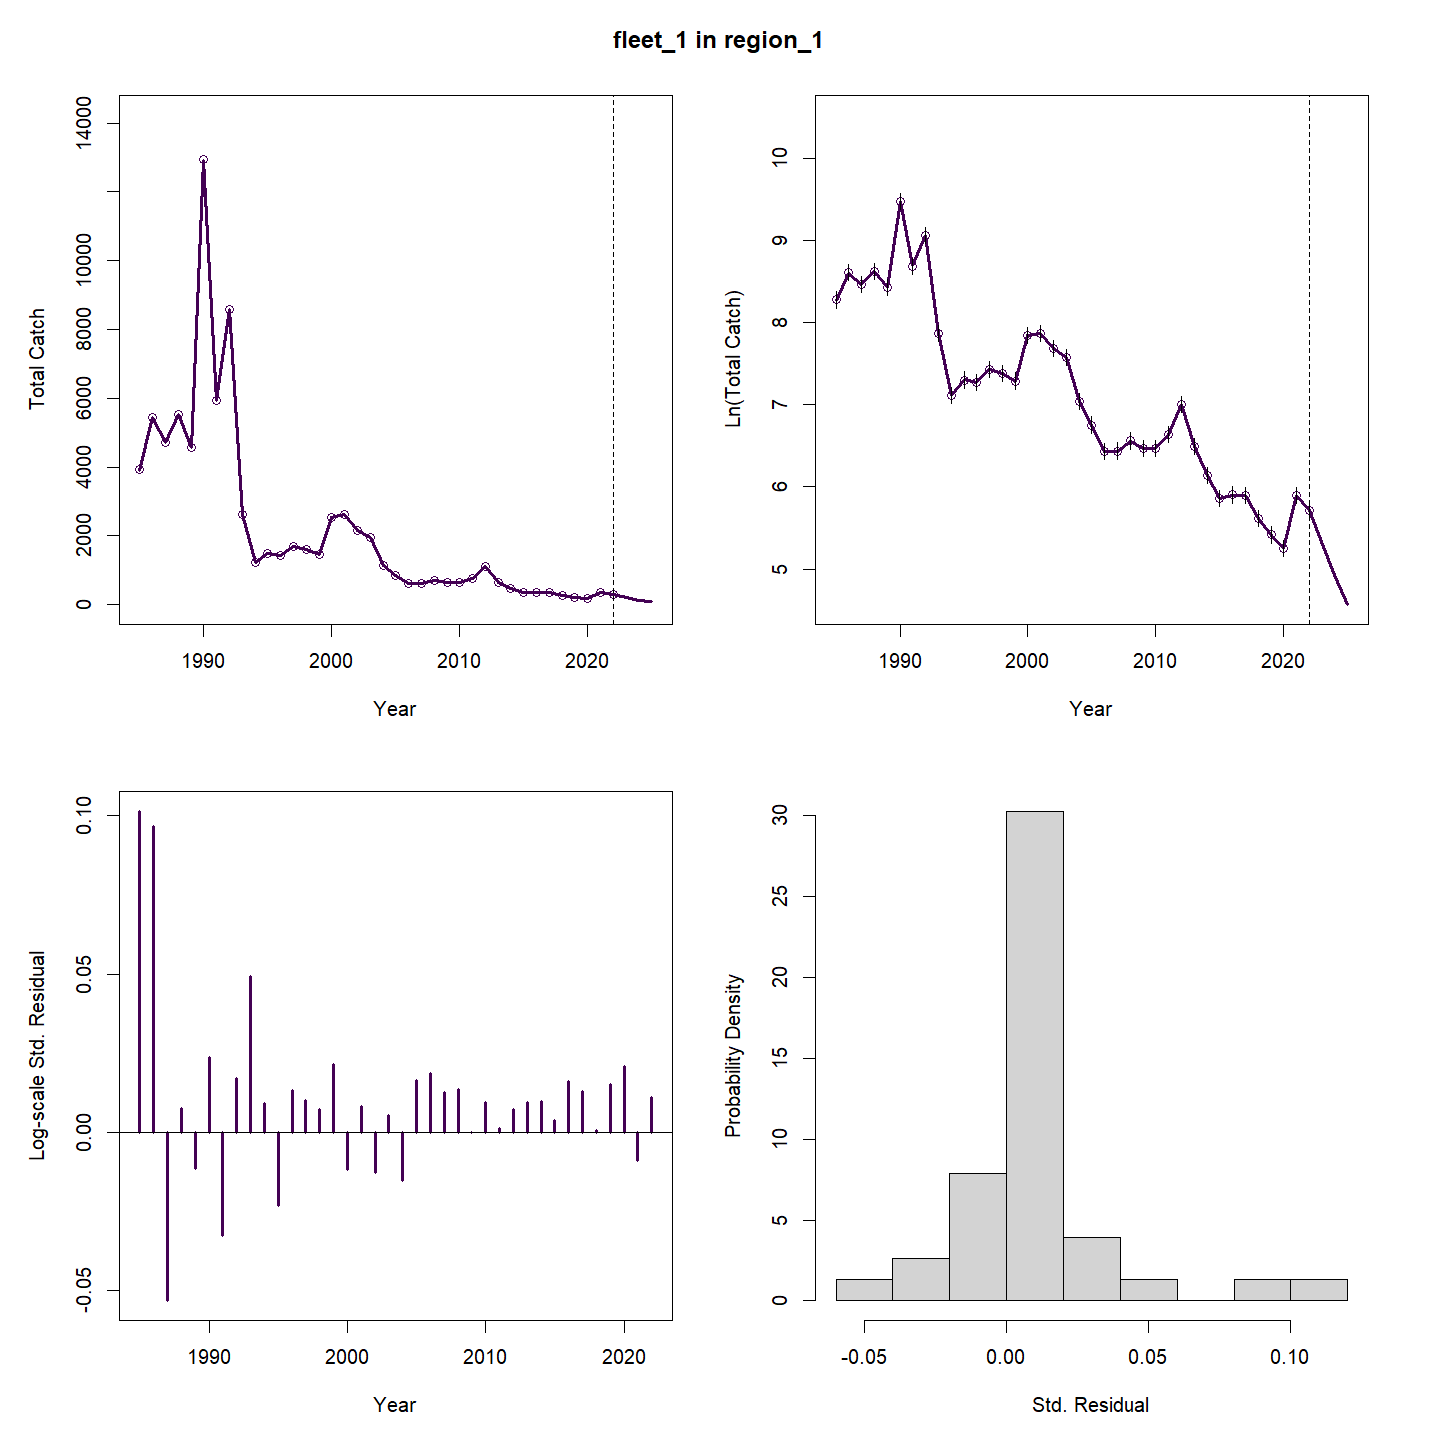 fleet_1 in region_1
Total Catch
14000
10000
8000
6000
4000
2000
0
1990 2000 2010 2020
Year
Ln(Total Catch)
10
9
8
7
6
5
1990 2000 2010 2020
Year
Log-scale Std. Residual
0.10
0.05
0.00
-0.05
1990 2000 2010 2020
Year
Probability Density
30
25
20
15
10
5
0
-0.05 0.00 0.05 0.10
Std. Residual